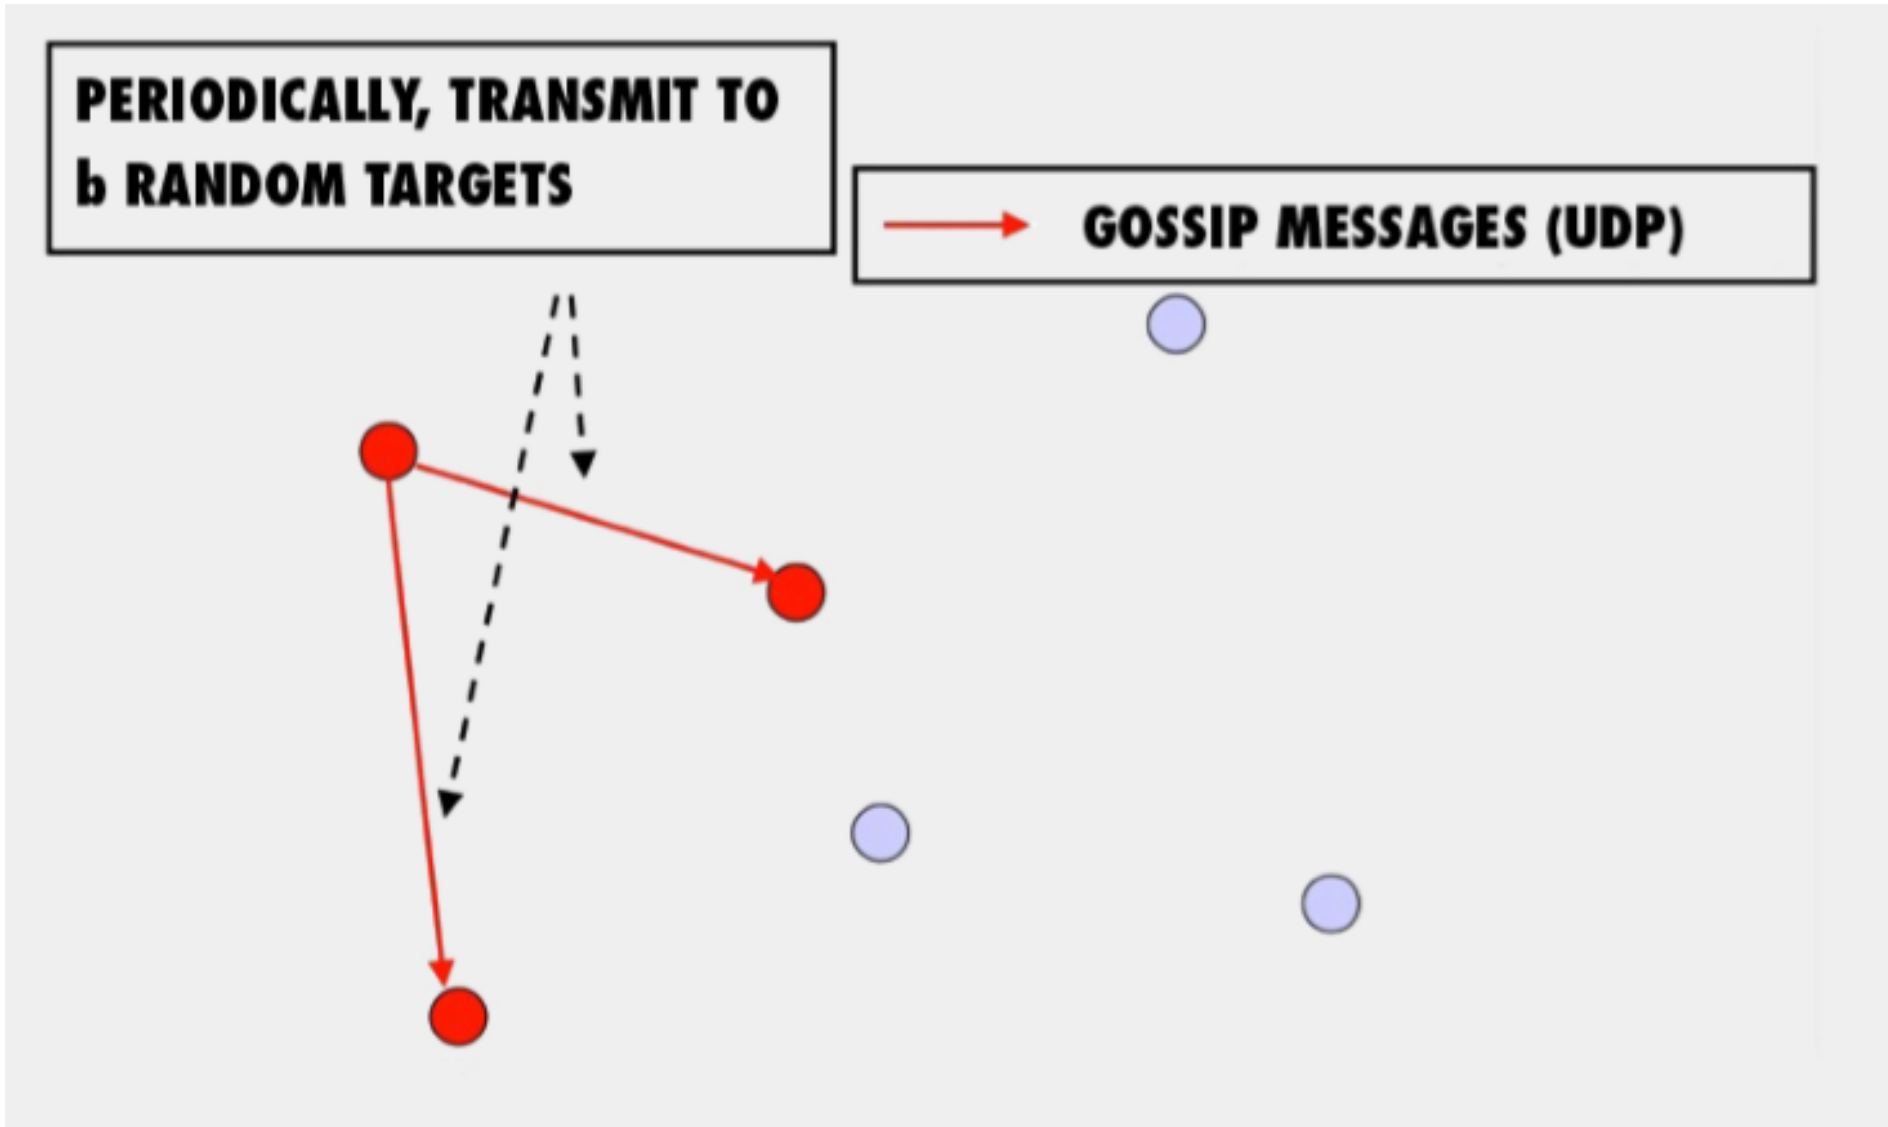 PERIODICALLY, TRANSMIT TO
b RANDOM TARGETS
GOSSIP MESSAGES (UDP)